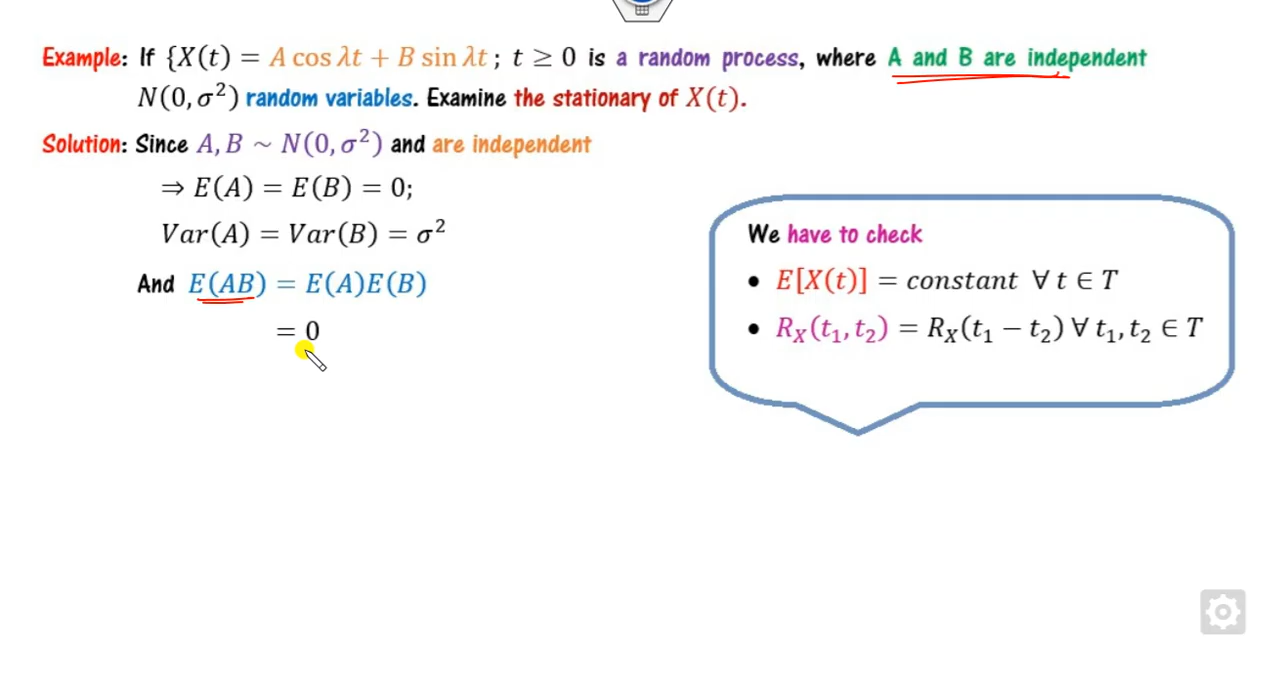 Example: If {X(t) = A cos λt + B sin λt ; t ≥ 0 is a random process, where A and B are independent
N(0, σ²) random variables. Examine the stationary of X(t).
Solution: Since A, B ~ N(0, σ²) and are independent
⇒ E(A) = E(B) = 0;
Var(A) = Var(B) = σ²
And E(AB) = E(A)E(B)
= 0
We have to check
• E[X(t)] = constant ∀ t ∈ T
• R_X(t₁, t₂) = R_X(t₁ − t₂) ∀ t₁, t₂ ∈ T